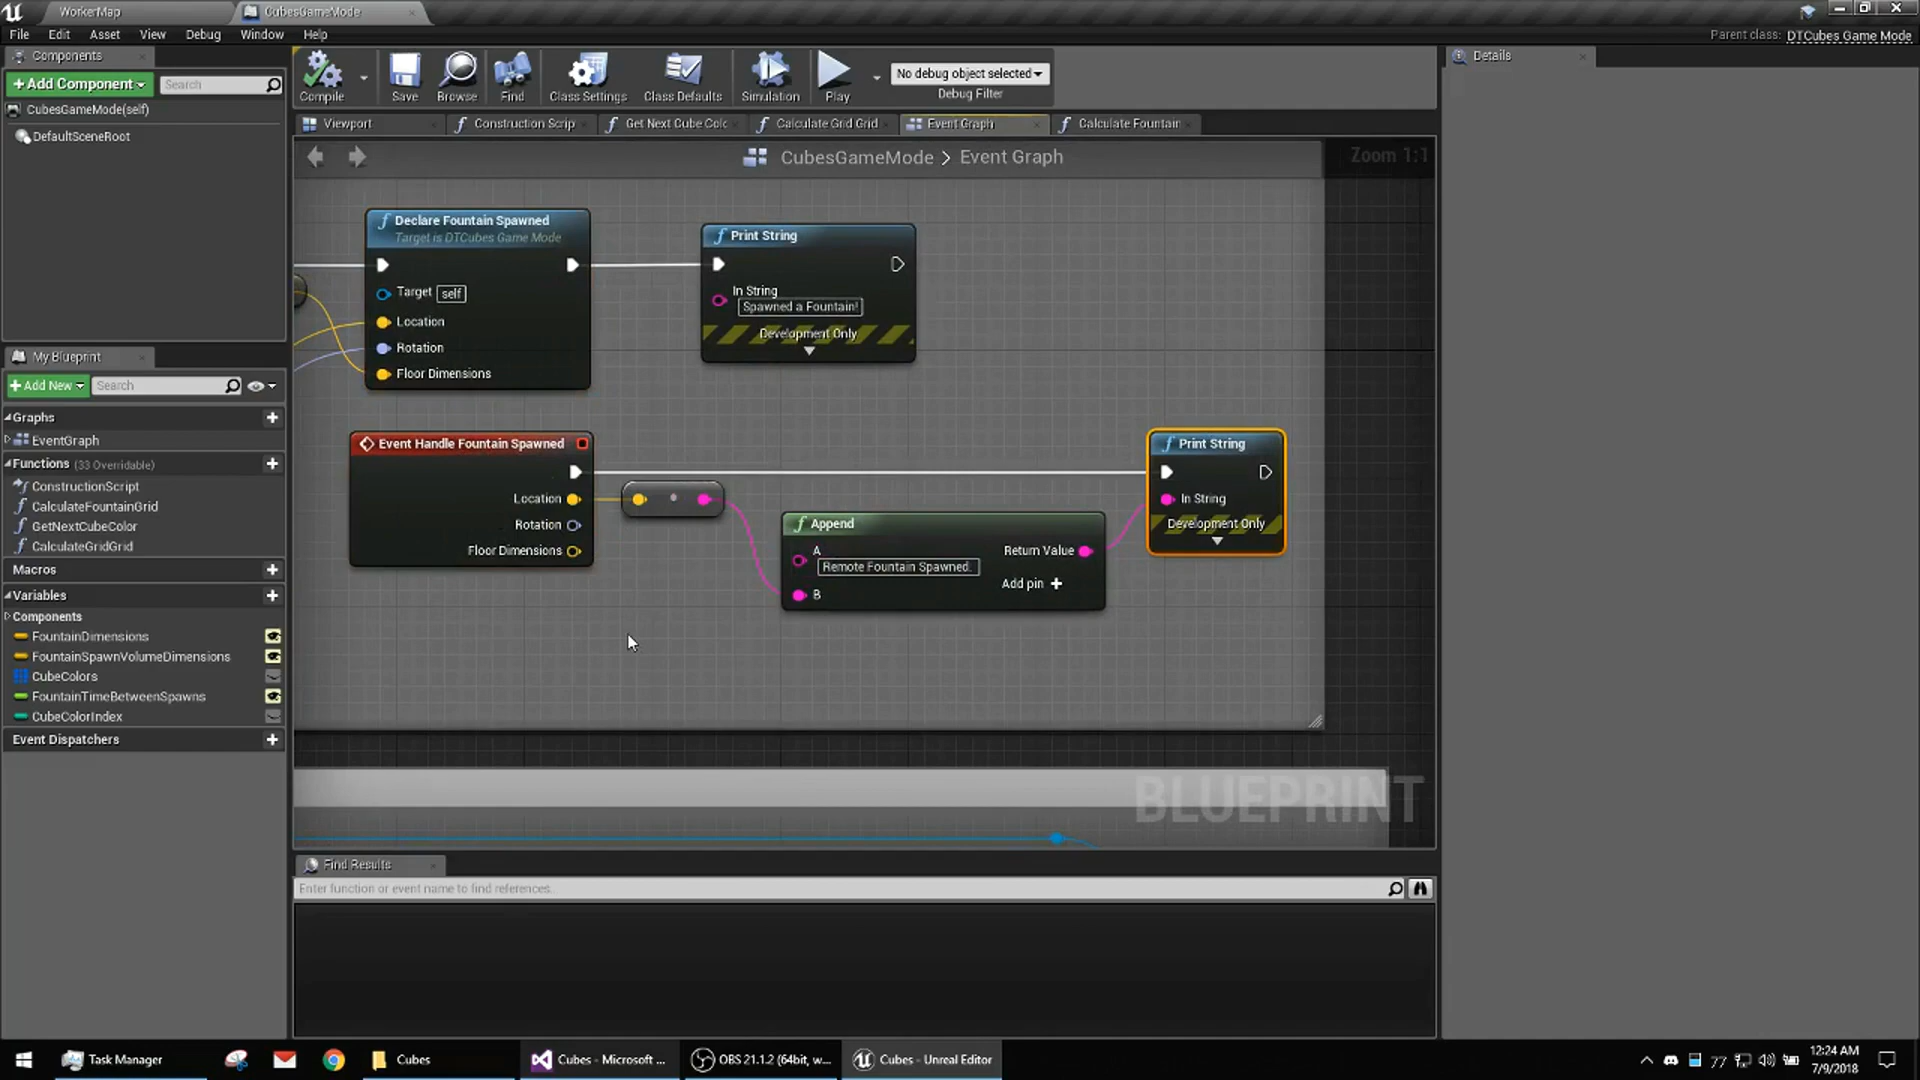 WorkerMap
CubesGameMode
File Edit Asset View Debug Window Help
Parent class: DTCubes Game Mode
Components
+Add Component
Search
CubesGameMode(self)
DefaultSceneRoot
Compile
Save
Browse
Find
Class Settings
Class Defaults
Simulation
Play
No debug object selected
Debug Filter
Details
Viewport
Construction Scrip
Get Next Cube Colc
Calculate Grid Grid
Event Graph
Calculate Fountain
CubesGameMode > Event Graph
Zoom 1:1
Declare Fountain Spawned
Target is DTCubes Game Mode
Target self
Location
Rotation
Floor Dimensions
Print String
In String
Spawned a Fountain!
Development Only
Event Handle Fountain Spawned
Location
Rotation
Floor Dimensions
Append
A
Remote Fountain Spawned:
B
Return Value
Add pin +
Print String
In String
Development Only
BLUEPRINT
My Blueprint
+Add New
Search
Graphs
EventGraph
Functions (33 Overridable)
ConstructionScript
CalculateFountainGrid
GetNextCubeColor
CalculateGridGrid
Macros
Variables
Components
FountainDimensions
FountainSpawnVolumeDimensions
CubeColors
FountainTimeBetweenSpawns
CubeColorIndex
Event Dispatchers
Find Results
Enter function or event name to find references...
Task Manager
Cubes
Cubes - Microsoft ...
OBS 21.1.2 (64bit, w...
Cubes - Unreal Editor
77
12:24 AM
7/9/2018